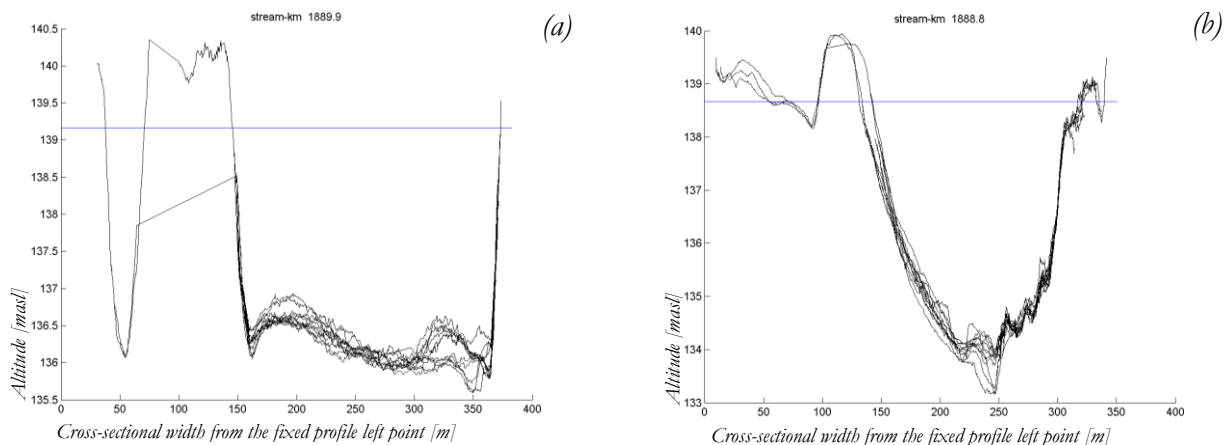 stream-km 1889.9
(a)
140.5
140
139.5
139
138.5
138
137.5
137
136.5
136
135.5
0 50 100 150 200 250 300 350 400
Altitude [masl]
Cross-sectional width from the fixed profile left point [m]
stream-km 1888.8
(b)
140
139
138
137
136
135
134
133
0 50 100 150 200 250 300 350 400
Altitude [masl]
Cross-sectional width from the fixed profile left point [m]